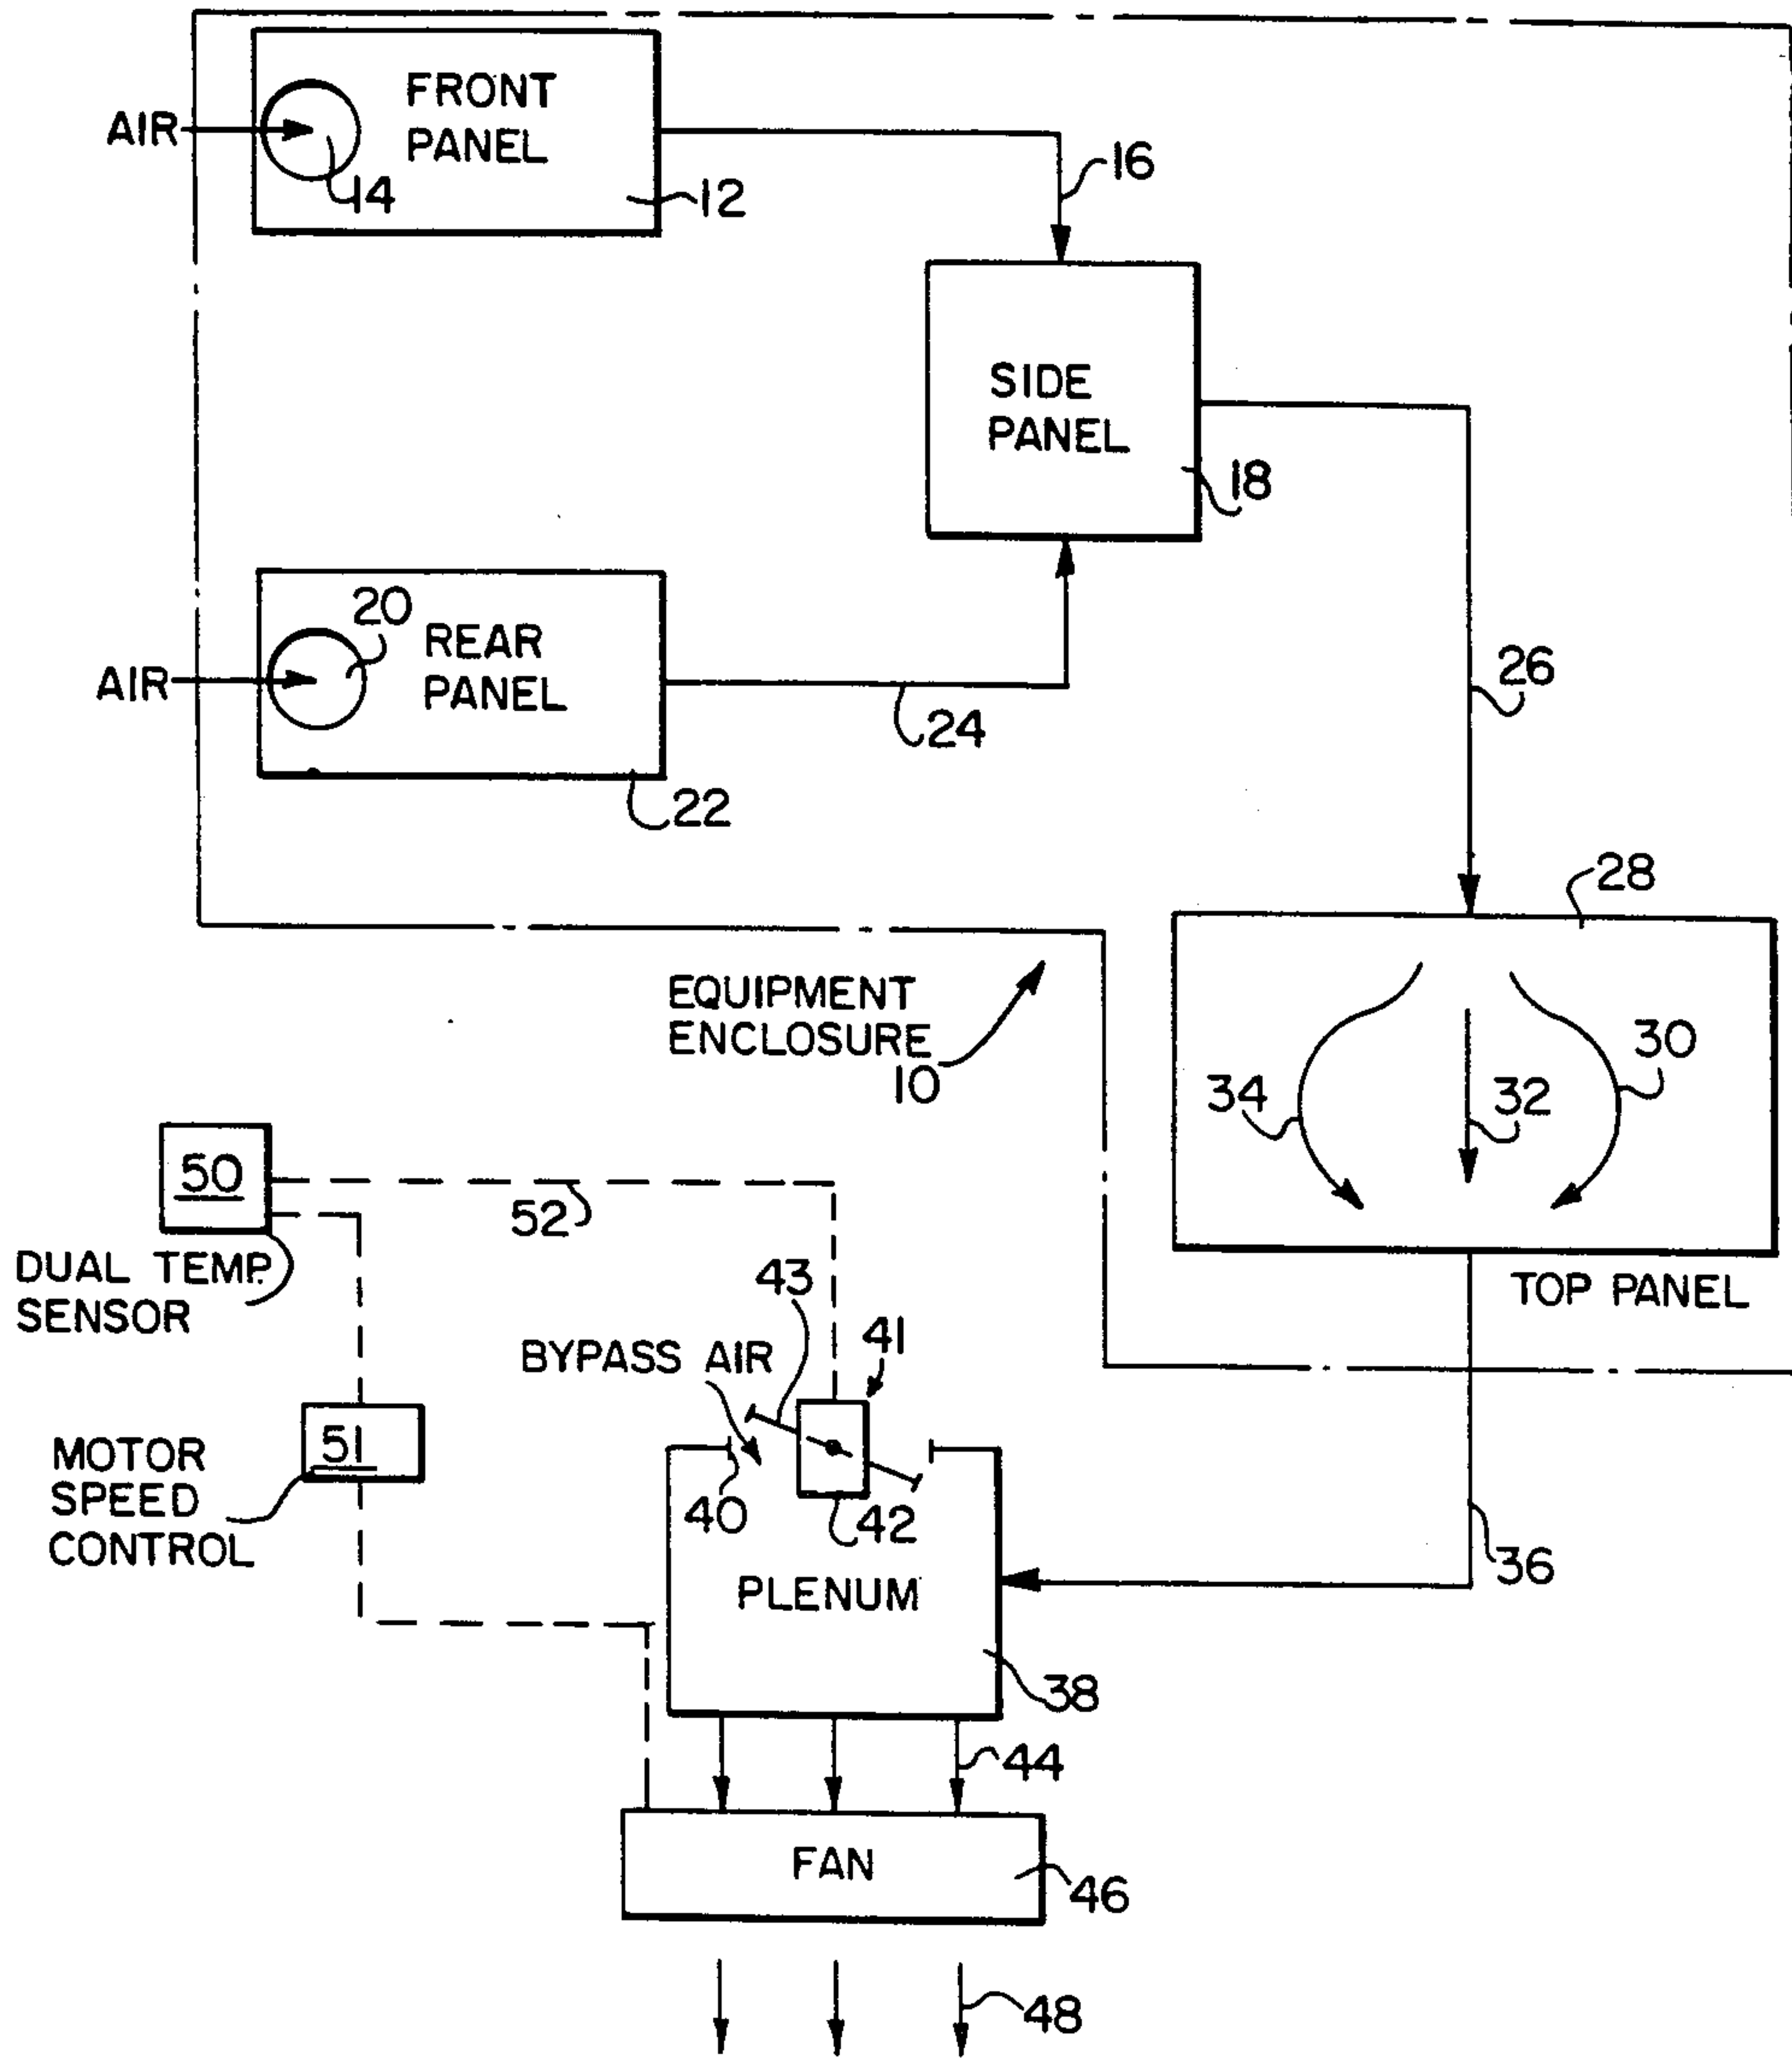 FRONT
PANEL
AIR
14
12
16
SIDE
PANEL
18
20
REAR
PANEL
AIR
24
22
26
28
EQUIPMENT
ENCLOSURE
10
34
32
30
TOP PANEL
50
52
DUAL TEMP.
SENSOR
43
41
BYPASS AIR
51
MOTOR
SPEED
CONTROL
40
42
PLENUM
36
38
44
FAN
46
48